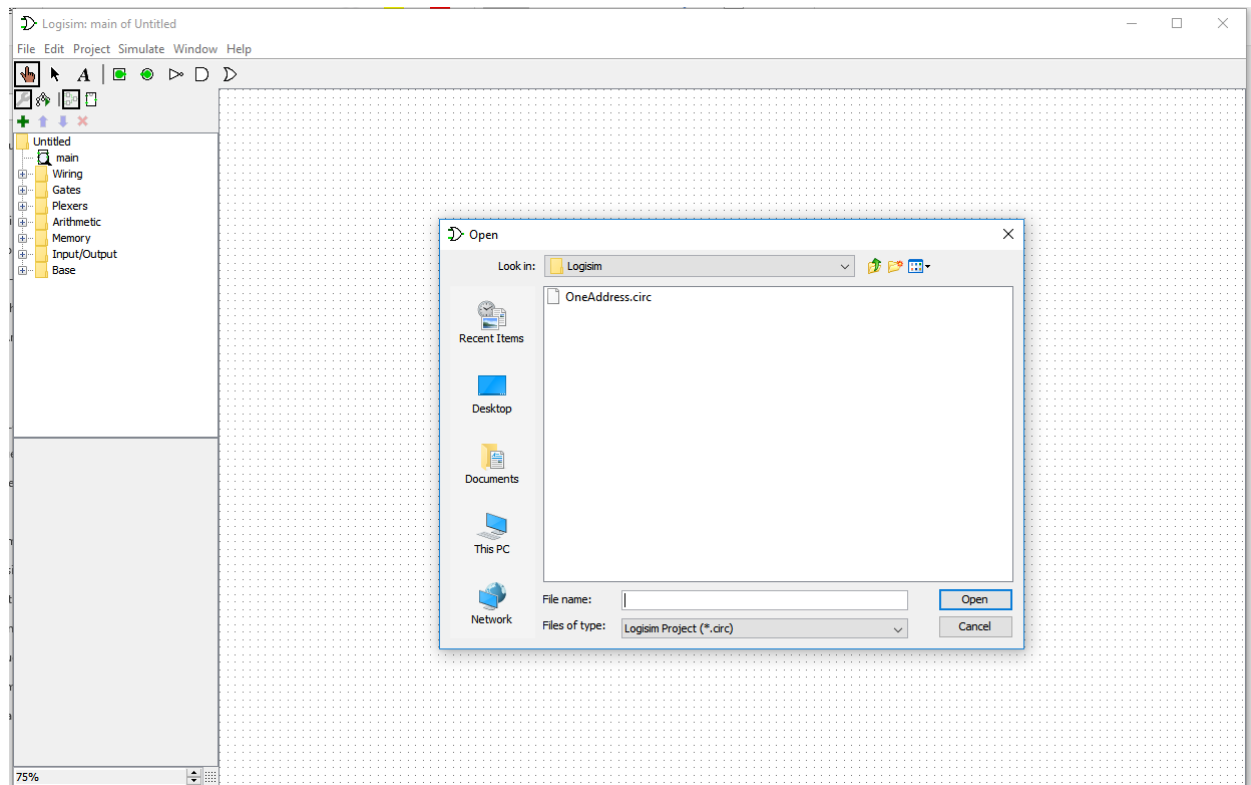 Logisim: main of Untitled
File Edit Project Simulate Window Help
A
Untitled
main
Wiring
Gates
Plexers
Arithmetic
Memory
Input/Output
Base
75%
Open
Look in: Logisim
OneAddress.circ
Recent Items
Desktop
Documents
This PC
Network
File name:
Open
Files of type: Logisim Project (*.circ)
Cancel